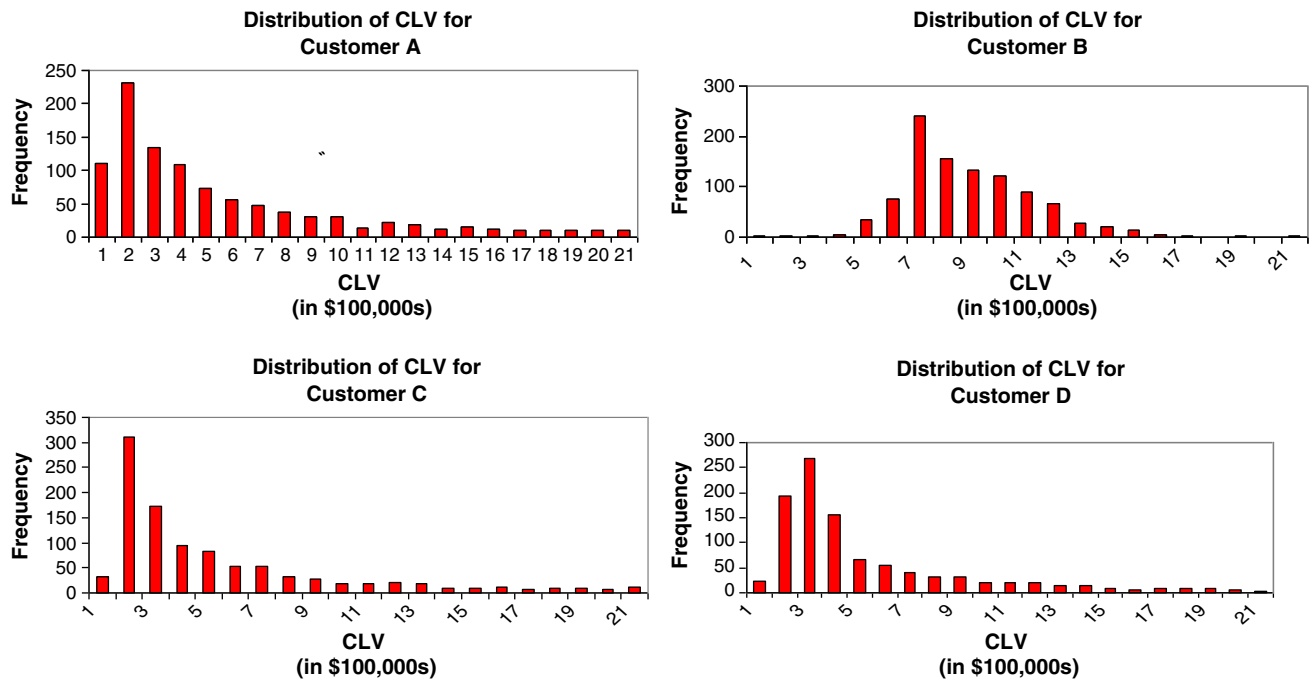 Distribution of CLV for
Customer A
Frequency
250
200
150
100
50
0
1 2 3 4 5 6 7 8 9 10 11 12 13 14 15 16 17 18 19 20 21
CLV
(in $100,000s)
Distribution of CLV for
Customer B
Frequency
300
200
100
0
1 3 5 7 9 11 13 15 17 19 21
CLV
(in $100,000s)
Distribution of CLV for
Customer C
Frequency
350
300
250
200
150
100
50
0
1 3 5 7 9 11 13 15 17 19 21
CLV
(in $100,000s)
Distribution of CLV for
Customer D
Frequency
300
250
200
150
100
50
0
1 3 5 7 9 11 13 15 17 19 21
CLV
(in $100,000s)